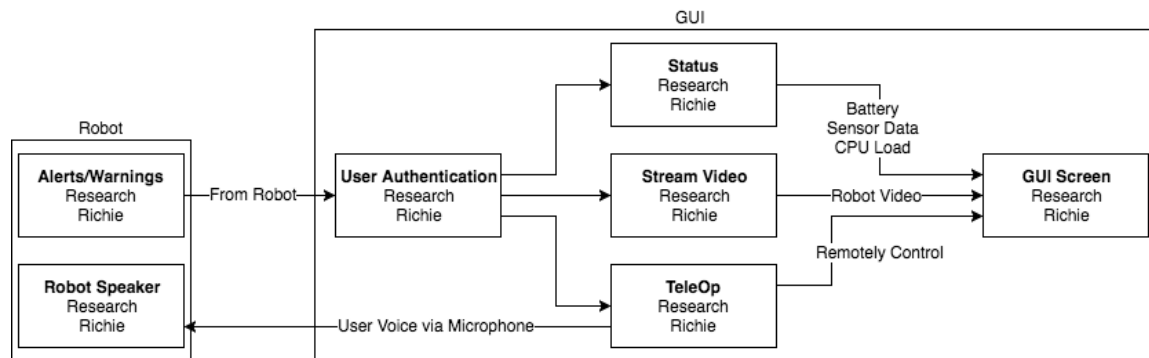 GUI
Status
Research
Richie
Battery
Sensor Data
CPU Load
Robot
Alerts/Warnings
Research
Richie
From Robot
User Authentication
Research
Richie
Stream Video
Research
Richie
Robot Video
GUI Screen
Research
Richie
Remotely Control
Robot Speaker
Research
Richie
User Voice via Microphone
TeleOp
Research
Richie